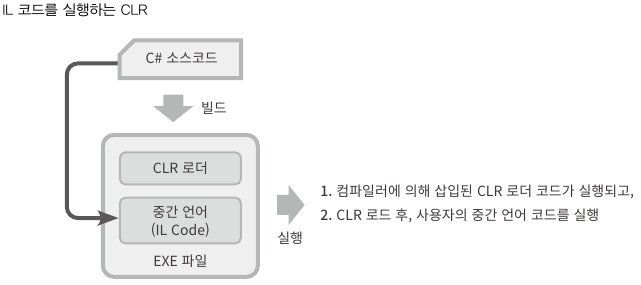 IL 코드를 실행하는 CLR
C# 소스코드
빌드
CLR 로더
중간 언어
(IL Code)
EXE 파일
실행
1. 컴파일러에 의해 삽입된 CLR 로더 코드가 실행되고,
2. CLR 로드 후, 사용자의 중간 언어 코드를 실행